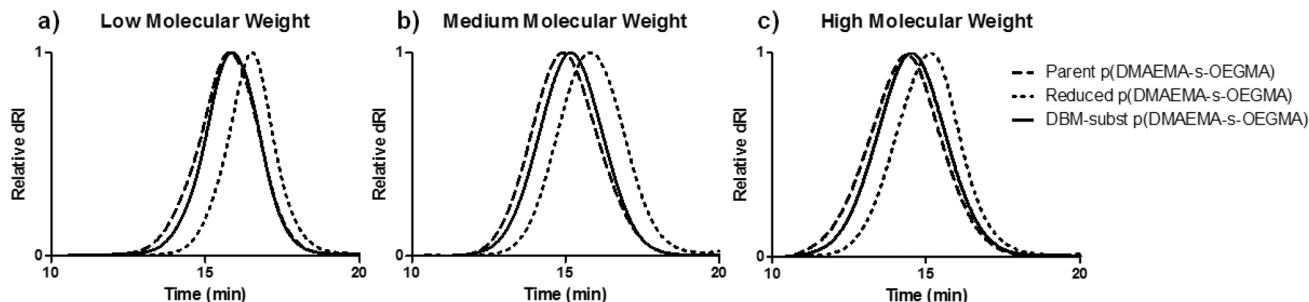 a) Low Molecular Weight
1
Relative dRI
0
10 15 20
Time (min)
b) Medium Molecular Weight
1
Relative dRI
0
10 15 20
Time (min)
c) High Molecular Weight
1
Relative dRI
0
10 15 20
Time (min)
Parent p(DMAEMA-s-OEGMA)
Reduced p(DMAEMA-s-OEGMA)
DBM-subst p(DMAEMA-s-OEGMA)